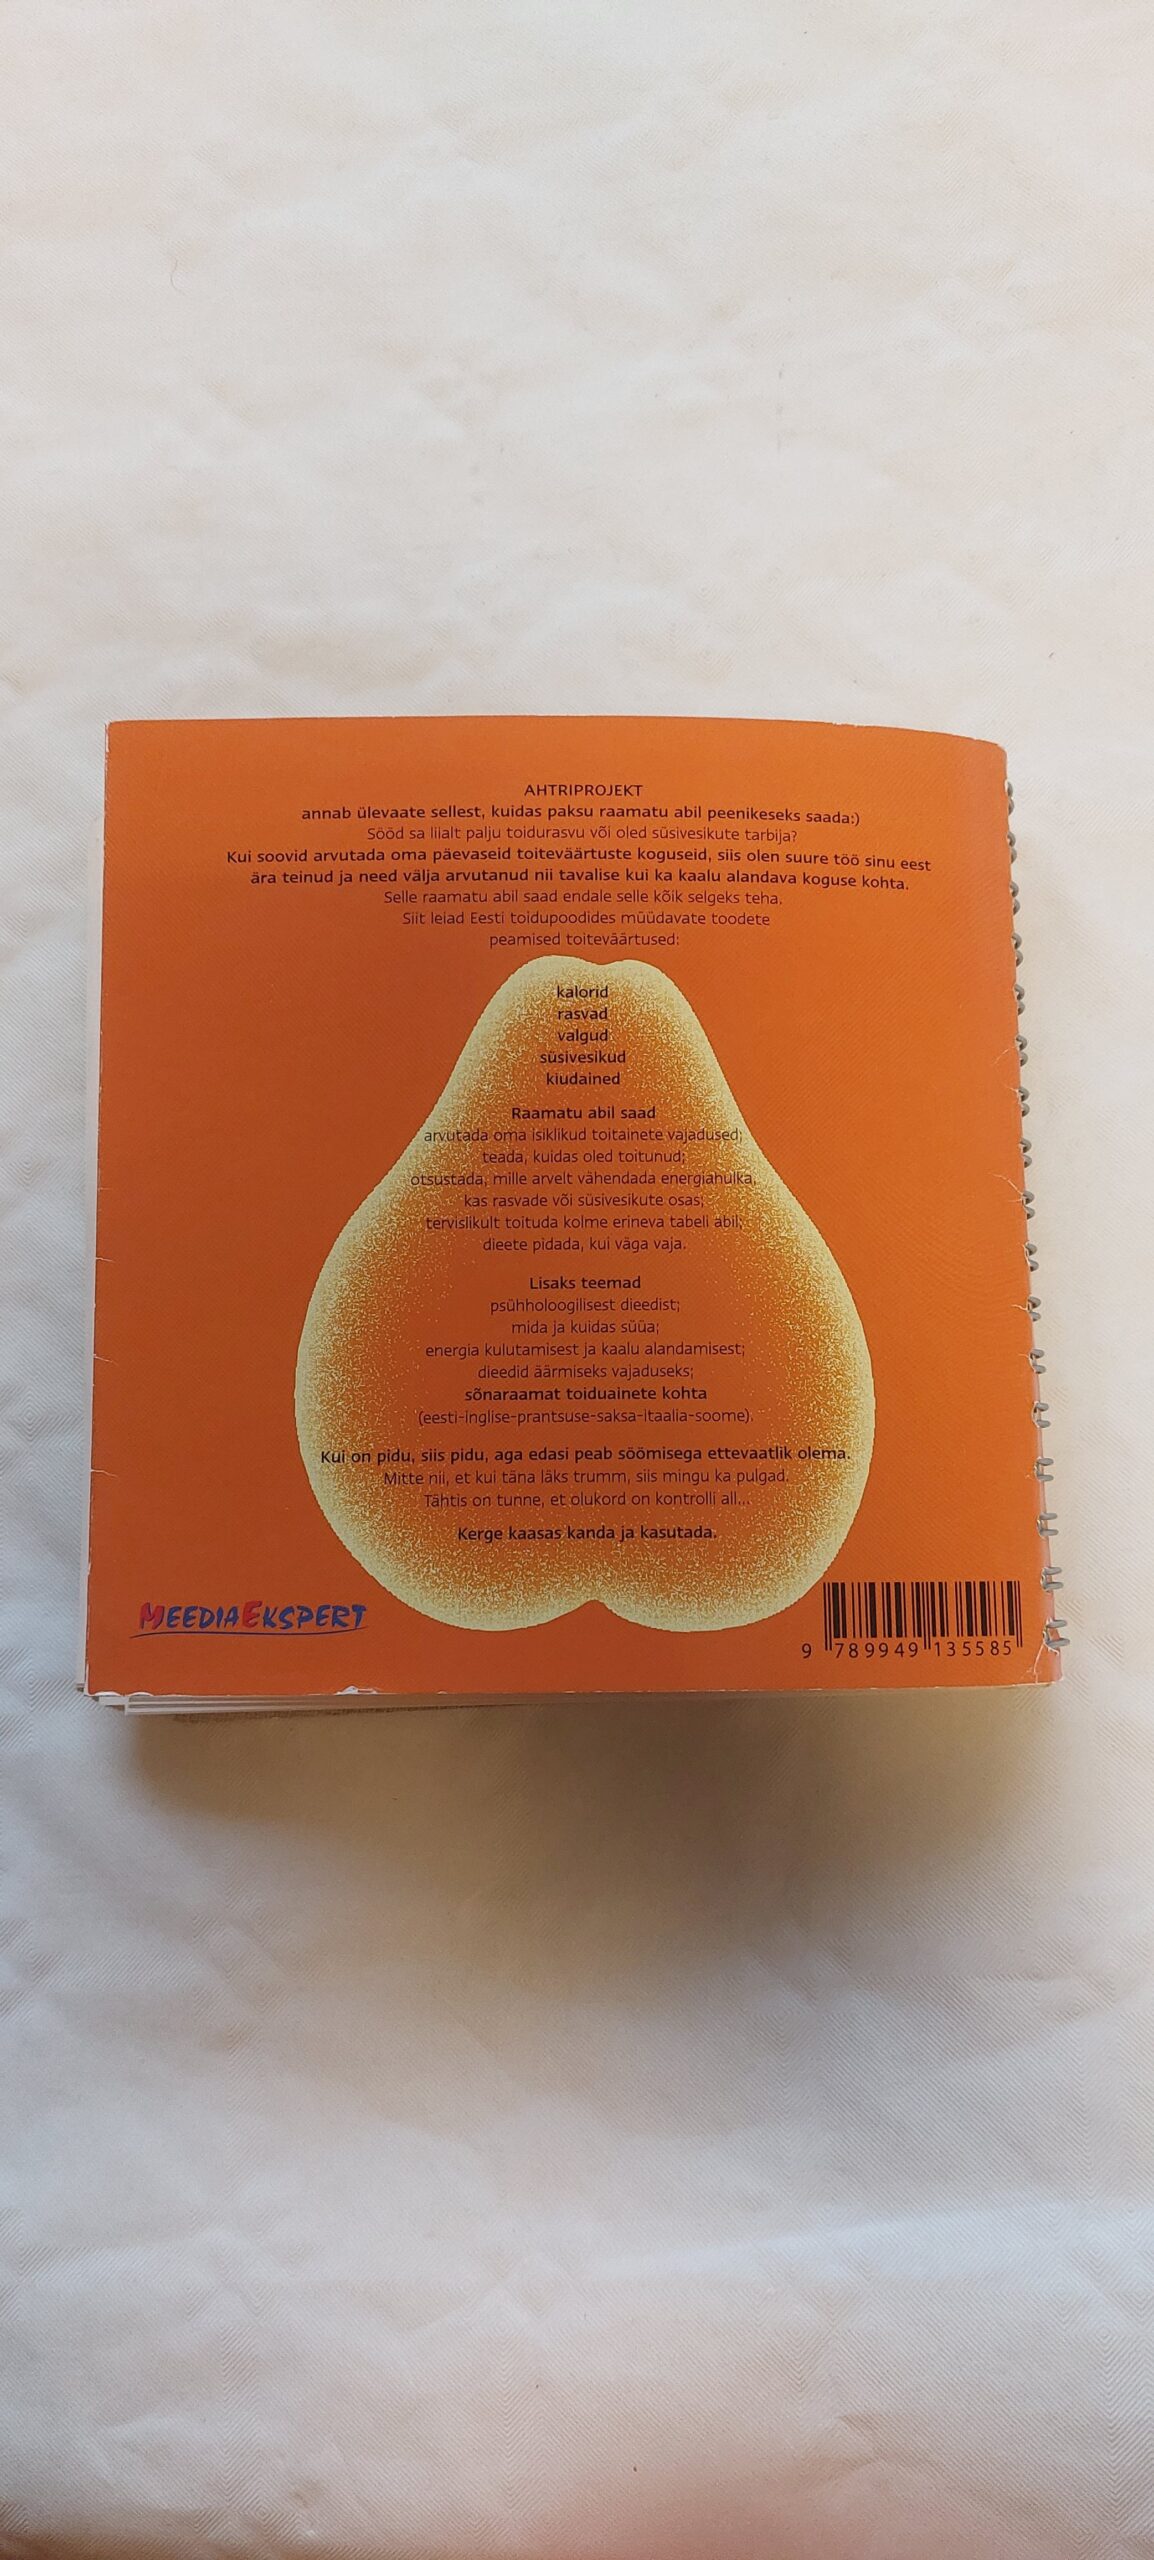 AHTRIPROJEKT
annab ülevaate sellest, kuidas paksu raamatu abil peenikeseks saada:)
Sööd sa liialt palju toidurasvu või oled süsivesikute tarbija?
Kui soovid arvutada oma päevaseid toiteväärtuste koguseid, siis olen suure töö sinu eest
ära teinud ja need välja arvutanud nii tavalise kui ka kaalu alandava koguse kohta.
Selle raamatu abil saad endale selle kõik selgeks teha.
Siit leiad Eesti toidupoodides müüdavate toodete
peamised toiteväärtused:
kalorid
rasvad
valgud
süsivesikud
kiudained
Raamatu abil saad
arvutada oma isiklikud toitainete vajadused;
teada, kuidas oled toitunud;
otsustada, mille arvelt vähendada energiahulka,
kas rasvade või süsivesikute osas;
tervislikult toituda kolme erineva tabeli abil;
dieete pidada, kui väga vaja.
Lisaks teemad
psühholoogilisest dieedist;
mida ja kuidas süüa;
energia kulutamisest ja kaalu alandamisest;
dieedid äärmiseks vajaduseks;
sõnaraamat toiduainete kohta
(eesti-inglise-prantsuse-saksa-itaalia-soome).
Kui on pidu, siis pidu, aga edasi peab söömisega ettevaatlik olema.
Mitte nii, et kui täna läks trumm, siis mingu ka pulgad.
Tähtis on tunne, et olukord on kontrolli all...
Kerge kaasas kanda ja kasutada.
MEEDIAEKSPERT
9 789949 135585